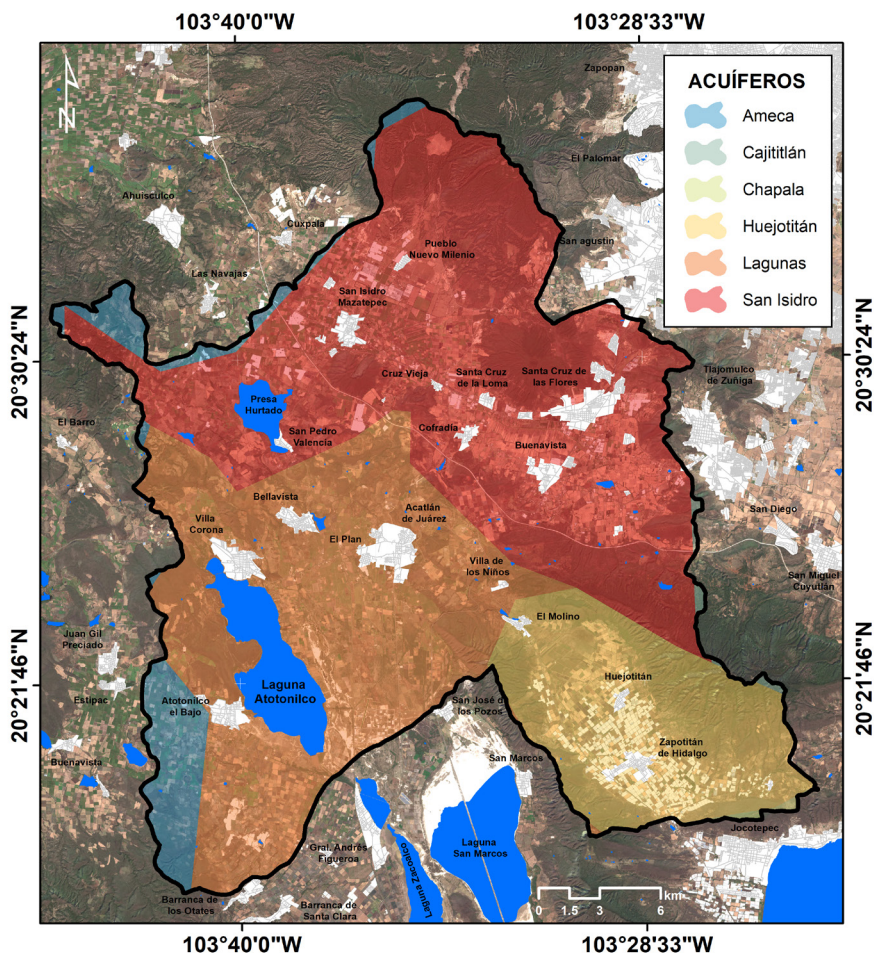 103°40'0"W
103°28'33"W
ACUÍFEROS
Ameca
Cajititlán
Chapala
Huejotitán
Lagunas
San Isidro
N
Zapopan
El Palomar
Ahuisculco
Cuxpala
Pueblo
Nuevo Milenio
San agustin
Las Navajas
San Isidro
Mazatepec
20°30'24"N
20°30'24"N
Cruz Vieja
Santa Cruz
de la Loma
Santa Cruz de
las Flores
Tlajomulco
de Zuñiga
Presa
Hurtado
El Barro
San Pedro
Valencia
Cofradía
Buenavista
Bellavista
Villa
Corona
Acatlán
de Juárez
El Plan
San Diego
Villa de
los Niños
San Miguel
Cuyutlán
El Molino
Juan Gil
Preciado
Estipac
20°21'46"N
20°21'46"N
Laguna
Atotonilco
Huejotitán
Atotonilco
el Bajo
San José d
los Pozos
Zapotitán
de Hidalgo
Buenavista
San Marcos
Jocotepec
Gral. Andrés
Figueroa
Laguna
San Marcos
Laguna Zacoalco
Barranca de
los Otates
Barranca de
Santa Clara
km
0 1.5 3 6
103°40'0"W
103°28'33"W